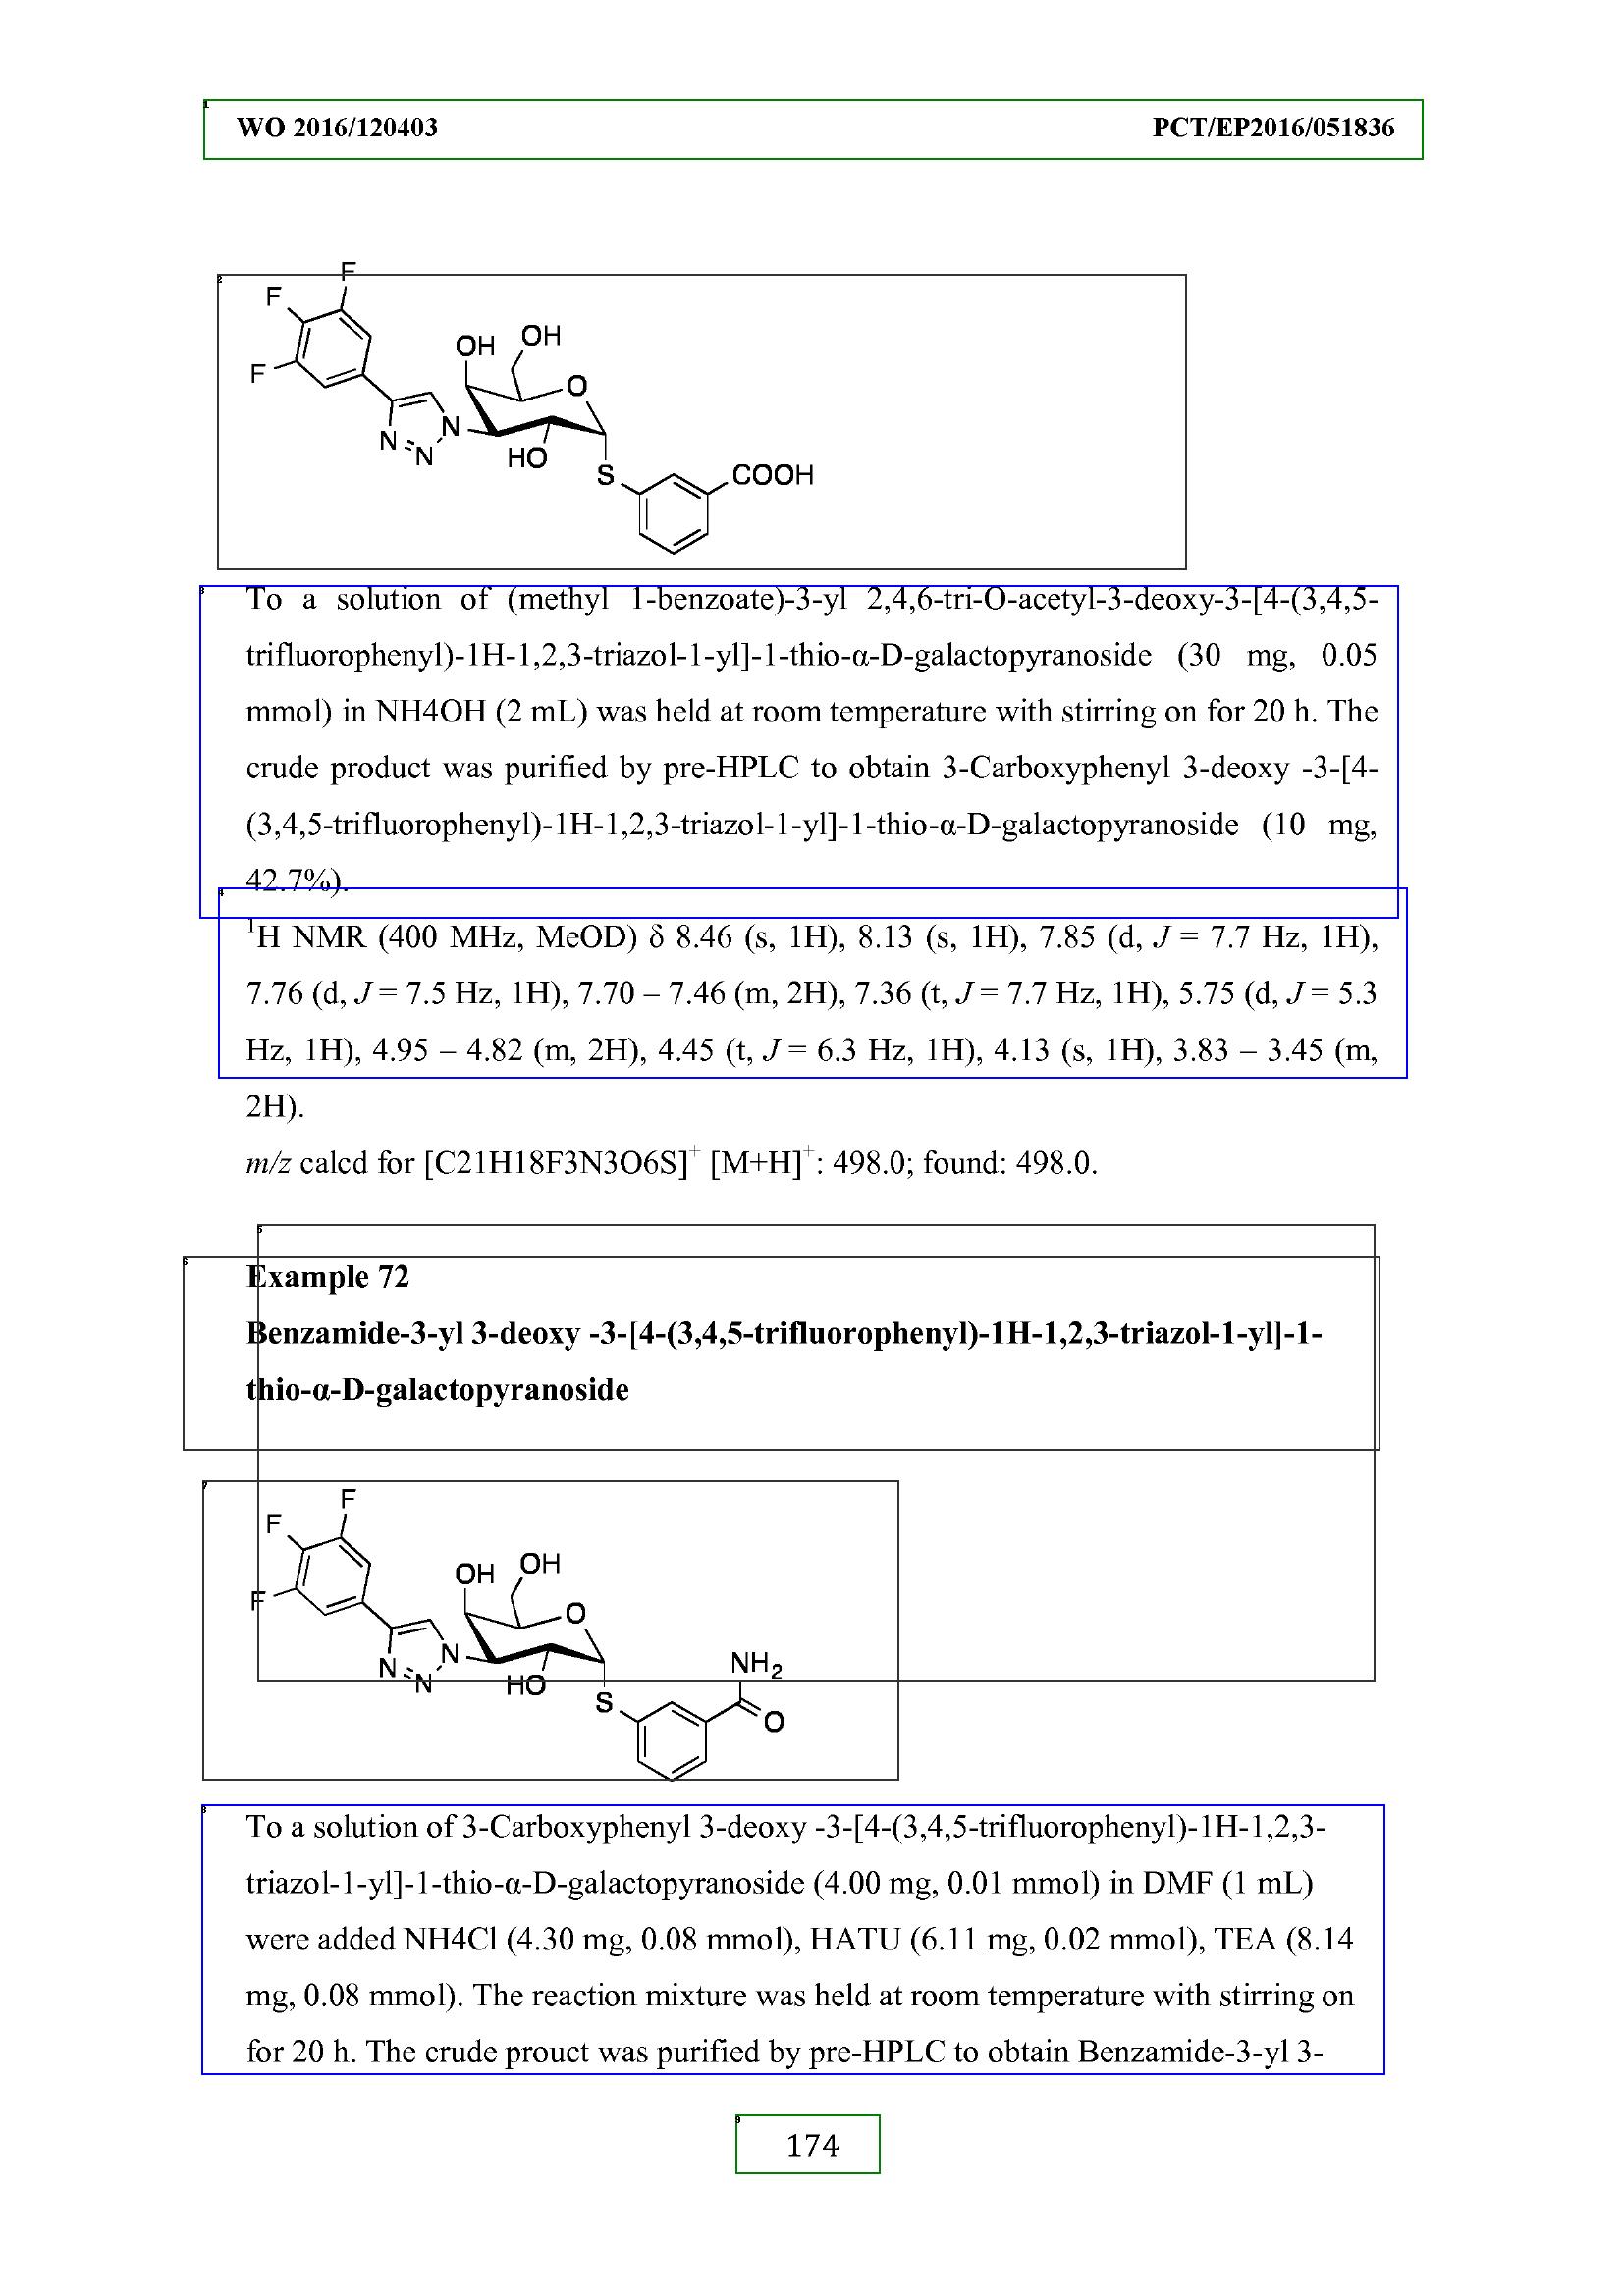 WO 2016/120403 PCT/EP2016/051836
F
F
F
OH
OH
O
N
N
N
HO
S
COOH
To a solution of (methyl 1-benzoate)-3-yl 2,4,6-tri-O-acetyl-3-deoxy-3-[4-(3,4,5-
trifluorophenyl)-1H-1,2,3-triazol-1-yl]-1-thio-α-D-galactopyranoside (30 mg, 0.05
mmol) in NH4OH (2 mL) was held at room temperature with stirring on for 20 h. The
crude product was purified by pre-HPLC to obtain 3-Carboxyphenyl 3-deoxy -3-[4-
(3,4,5-trifluorophenyl)-1H-1,2,3-triazol-1-yl]-1-thio-α-D-galactopyranoside (10 mg,
42.7%).
¹H NMR (400 MHz, MeOD) δ 8.46 (s, 1H), 8.13 (s, 1H), 7.85 (d, J = 7.7 Hz, 1H),
7.76 (d, J = 7.5 Hz, 1H), 7.70 – 7.46 (m, 2H), 7.36 (t, J = 7.7 Hz, 1H), 5.75 (d, J = 5.3
Hz, 1H), 4.95 – 4.82 (m, 2H), 4.45 (t, J = 6.3 Hz, 1H), 4.13 (s, 1H), 3.83 – 3.45 (m,
2H).
m/z calcd for [C21H18F3N3O6S]⁺ [M+H]⁺: 498.0; found: 498.0.
Example 72
Benzamide-3-yl 3-deoxy -3-[4-(3,4,5-trifluorophenyl)-1H-1,2,3-triazol-1-yl]-1-
thio-α-D-galactopyranoside
F
F
F
OH
OH
O
N
N
N
HO
S
NH₂
O
To a solution of 3-Carboxyphenyl 3-deoxy -3-[4-(3,4,5-trifluorophenyl)-1H-1,2,3-
triazol-1-yl]-1-thio-α-D-galactopyranoside (4.00 mg, 0.01 mmol) in DMF (1 mL)
were added NH4Cl (4.30 mg, 0.08 mmol), HATU (6.11 mg, 0.02 mmol), TEA (8.14
mg, 0.08 mmol). The reaction mixture was held at room temperature with stirring on
for 20 h. The crude prouct was purified by pre-HPLC to obtain Benzamide-3-yl 3-
174